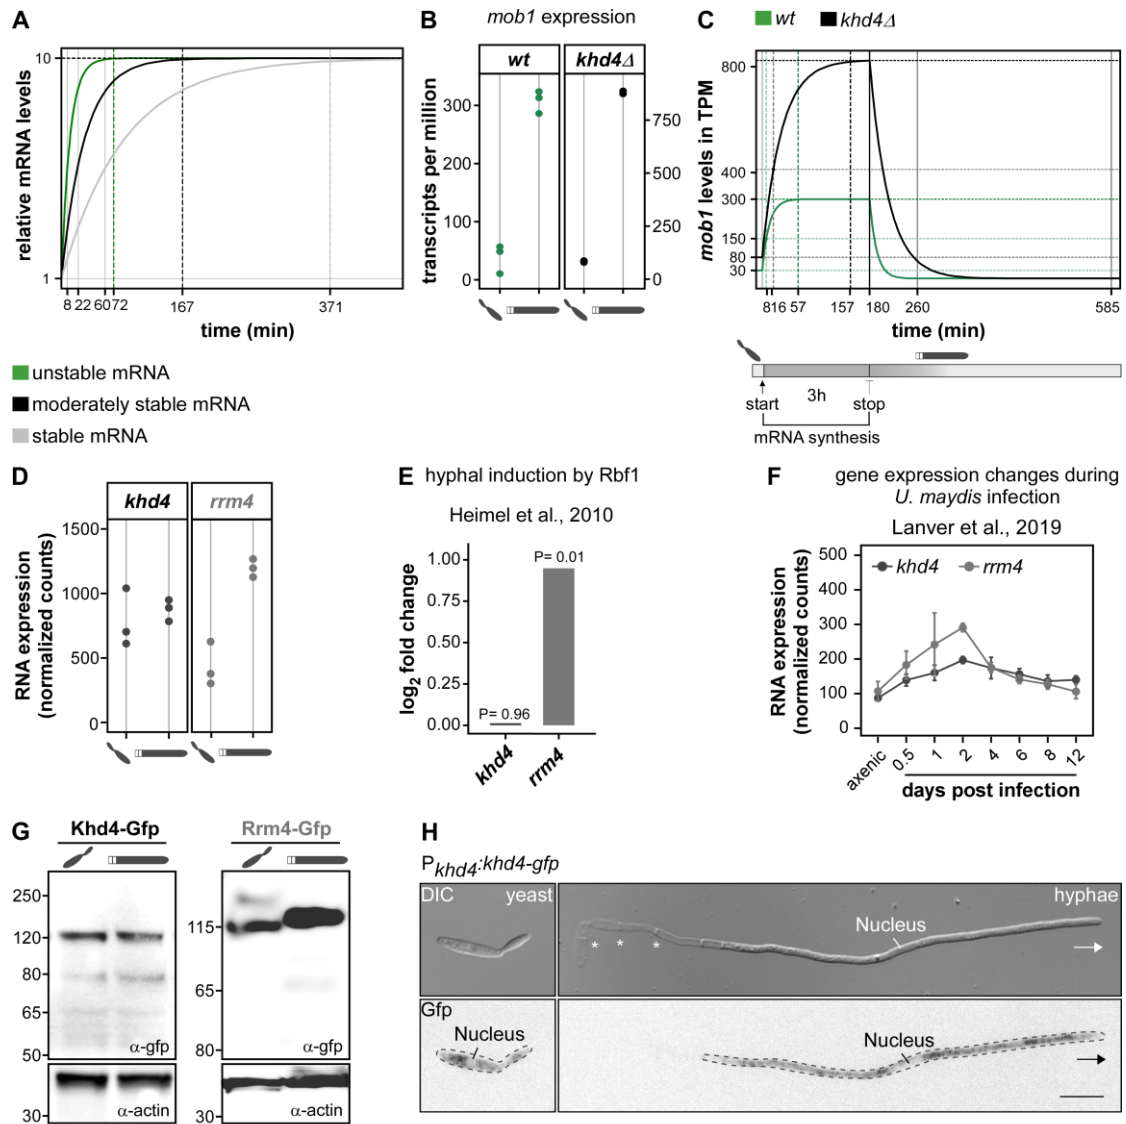 A
relative mRNA levels
10
1
8 22 60 72 167 371
time (min)
unstable mRNA
moderately stable mRNA
stable mRNA
B
mob1 expression
wt
khd4Δ
transcripts per million
300
200
100
0
750
500
250
0
C
wt
khd4Δ
mob1 levels in TPM
800
400
300
150
80
30
8 16 57 157 180 260 585
time (min)
3h
start
stop
mRNA synthesis
D
khd4
rrm4
RNA expression
(normalized counts)
1500
1000
500
0
E
hyphal induction by Rbf1
Heimel et al., 2010
log2 fold change
1.00
0.75
0.50
0.25
0.00
P= 0.96
P= 0.01
khd4
rrm4
F
gene expression changes during
U. maydis infection
Lanver et al., 2019
RNA expression
(normalized counts)
500
400
300
200
100
0
khd4
rrm4
axenic 0.5 1 2 4 6 8 12
days post infection
G
Khd4-Gfp
Rrm4-Gfp
250
120
80
65
50
30
α-gfp
α-actin
115
65
80
30
α-gfp
α-actin
H
Pkhd4:khd4-gfp
DIC
yeast
hyphae
Nucleus
* * *
Gfp
Nucleus
Nucleus